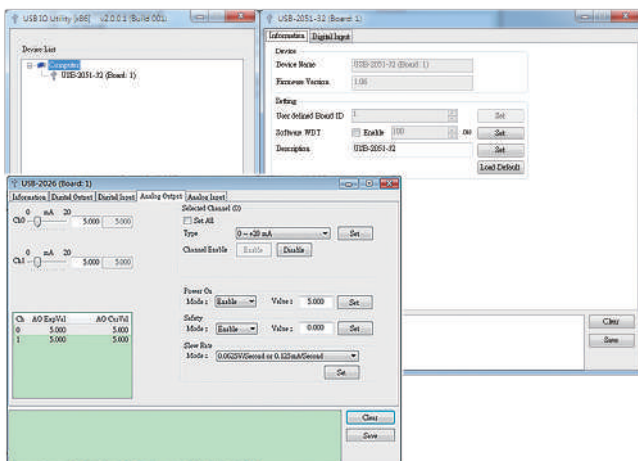 USB IO Utility [x86] v2.0.0.1 (Build 001)
Device List
Computer
USB-2051-32 (Board: 1)
USB-2051-32 (Board: 1)
Information Digital Input
Device
Device Name USB-2051-32 (Board: 1)
Firmware Version 1.06
Setting
User defined Board ID 1 Set
Software WDT Enable 100 ms Set
Description USB-2051-32 Set
Load Default
Clear
Save
USB-2026 (Board: 1)
Information Digital Output Digital Input Analog Output Analog Input
0 mA 20
Ch0 5.000 5.000
0 mA 20
Ch1 5.000 5.000
Selected Channel (0)
Set All
Type 0 ~ +20 mA Set
Channel Enable Enable Disable
Power On
Mode : Enable Value : 5.000 Set
Safety
Mode : Enable Value : 0.000 Set
Slew Rate
Mode : 0.0625V/Second or 0.125mA/Second
Set
Ch AO ExpVal AO CurVal
0 5.000 5.000
1 5.000 5.000
Clear
Save